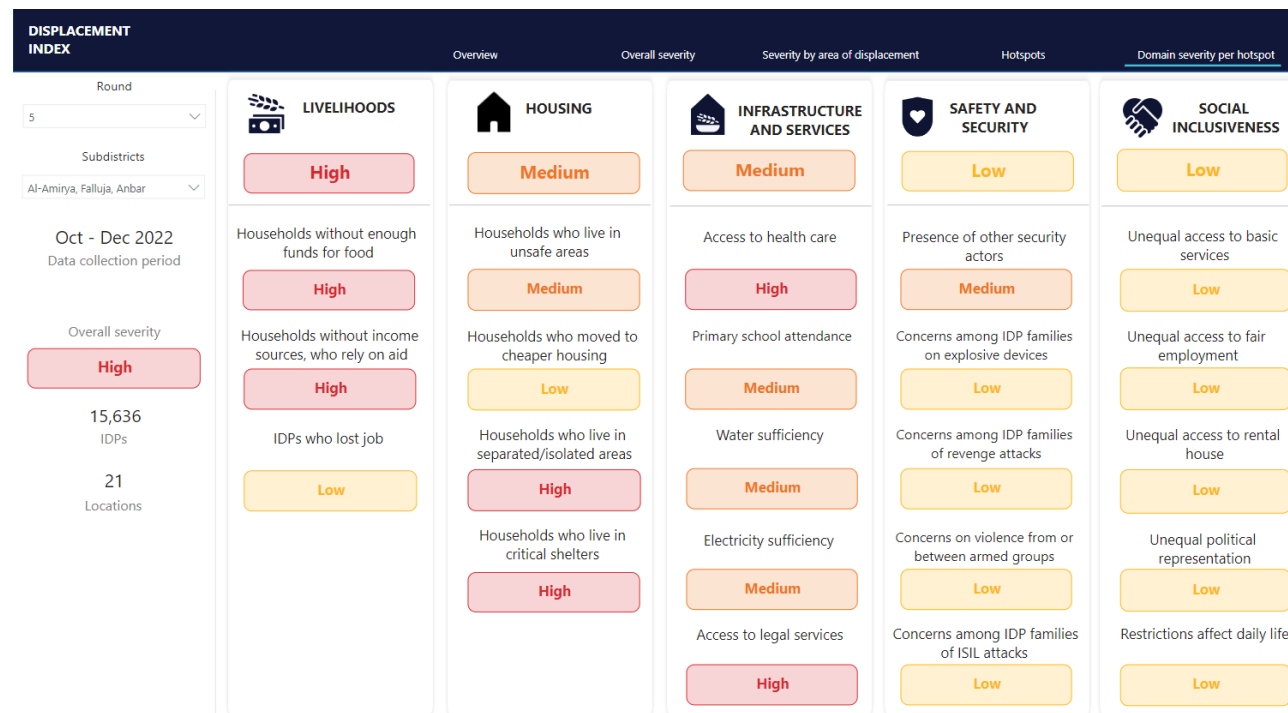 DISPLACEMENT
INDEX
Overview
Overall severity
Severity by area of displacement
Hotspots
Domain severity per hotspot
Round
5
Subdistricts
Al-Amirya, Falluja, Anbar
Oct - Dec 2022
Data collection period
Overall severity
High
15,636
IDPs
21
Locations
LIVELIHOODS
High
Households without enough
funds for food
High
Households without income
sources, who rely on aid
High
IDPs who lost job
Low
HOUSING
Medium
Households who live in
unsafe areas
Medium
Households who moved to
cheaper housing
Low
Households who live in
separated/isolated areas
High
Households who live in
critical shelters
High
INFRASTRUCTURE
AND SERVICES
Medium
Access to health care
High
Primary school attendance
Medium
Water sufficiency
Medium
Electricity sufficiency
Medium
Access to legal services
High
SAFETY AND
SECURITY
Low
Presence of other security
actors
Medium
Concerns among IDP families
on explosive devices
Low
Concerns among IDP families
of revenge attacks
Low
Concerns on violence from or
between armed groups
Low
Concerns among IDP families
of ISIL attacks
Low
SOCIAL
INCLUSIVENESS
Low
Unequal access to basic
services
Low
Unequal access to fair
employment
Low
Unequal access to rental
house
Low
Unequal political
representation
Low
Restrictions affect daily life
Low